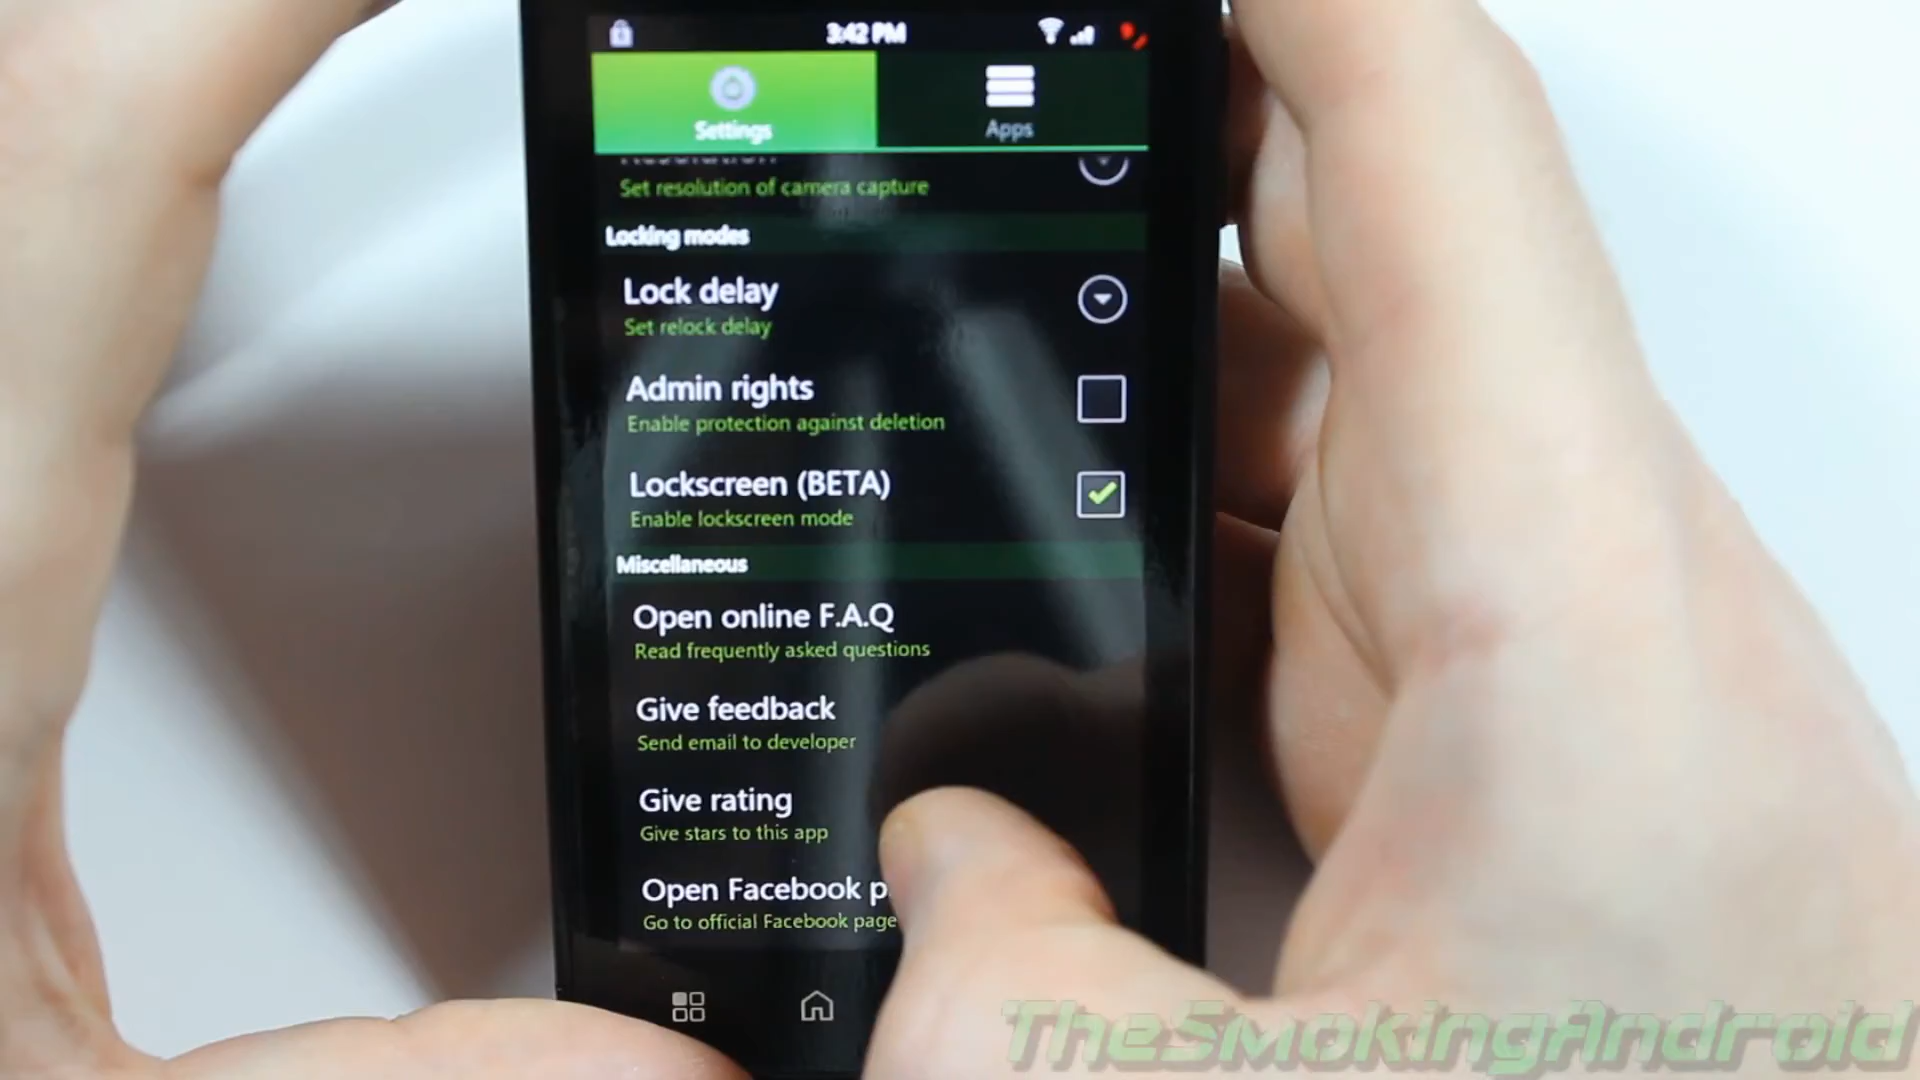 3:42 PM
Settings
Apps
Set resolution of camera capture
Locking modes
Lock delay
Set relock delay
Admin rights
Enable protection against deletion
Lockscreen (BETA)
Enable lockscreen mode
Miscellaneous
Open online F.A.Q
Read frequently asked questions
Give feedback
Send email to developer
Give rating
Give stars to this app
Open Facebook p
Go to official Facebook page
TheSmokingAndroid